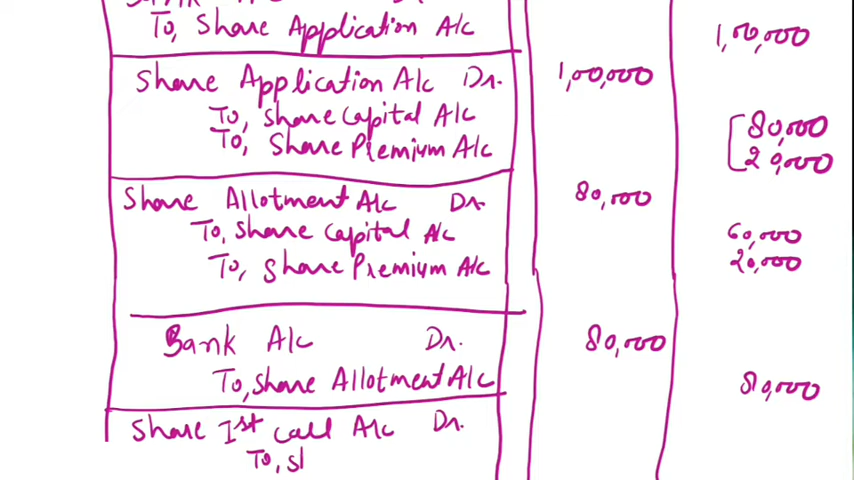 To, Share Application A/c 1,00,000
Share Application A/c Dr. 1,00,000
To, Share Capital A/c 80,000
To, Share Premium A/c 20,000
Share Allotment A/c Dr. 80,000
To, Share Capital A/c 60,000
To, Share Premium A/c 20,000
Bank A/c Dr. 80,000
To, Share Allotment A/c 80,000
Share 1st Call A/c Dr.
To, Sh